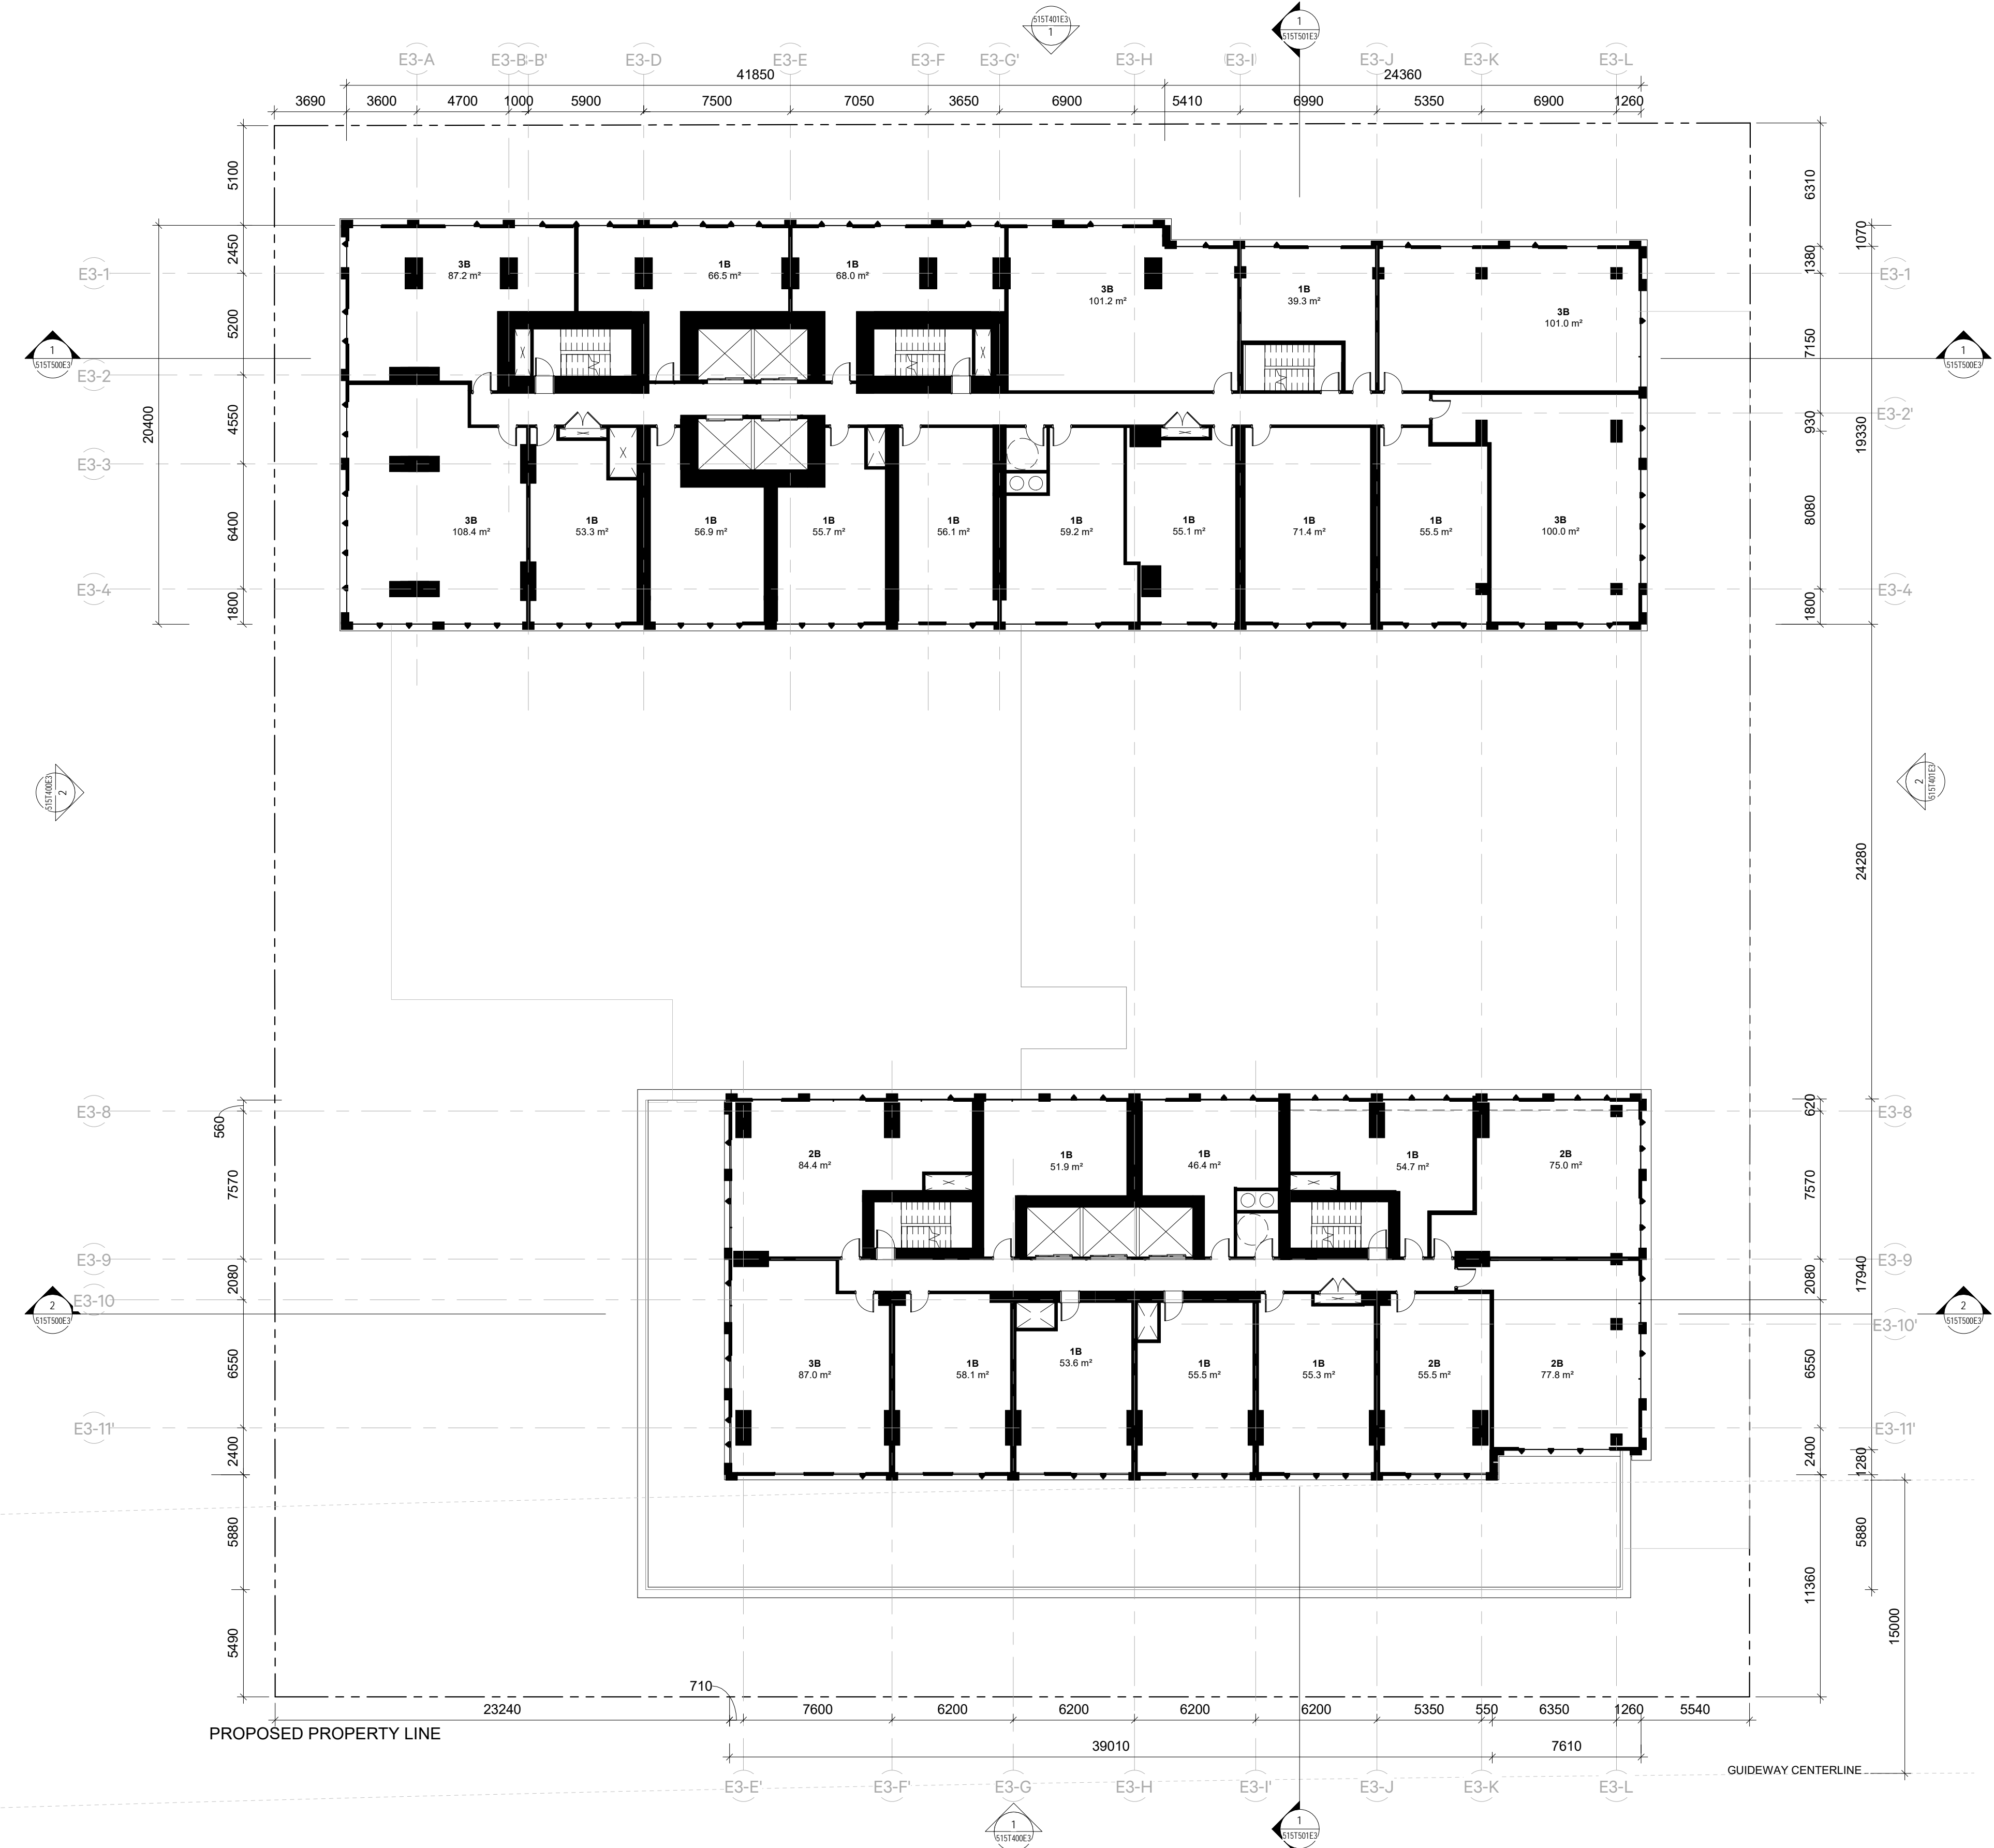 515T401E3
1
1
515T501E3
E3-A
E3-B
E3-B'
E3-D
E3-E
E3-F
E3-G'
E3-H
E3-I
E3-J
E3-K
E3-L
41850
24360
3690
3600
4700
1000
5900
7500
7050
3650
6900
5410
6990
5350
6900
1260
5100
6310
2450
1070
1380
E3-1
E3-1
3B
87.2 m²
1B
66.5 m²
1B
68.0 m²
3B
101.2 m²
1B
39.3 m²
3B
101.0 m²
5200
7150
1
515T500E3
1
515T500E3
E3-2
20400
4550
930
19330
E3-2'
E3-3
6400
8080
3B
108.4 m²
1B
53.3 m²
1B
56.9 m²
1B
55.7 m²
1B
56.1 m²
1B
59.2 m²
1B
55.1 m²
1B
71.4 m²
1B
55.5 m²
3B
100.0 m²
E3-4
E3-4
1800
1800
515T400E3
2
2
515T401E3
24280
E3-8
E3-8
560
620
2B
84.4 m²
1B
51.9 m²
1B
46.4 m²
1B
54.7 m²
2B
75.0 m²
7570
7570
E3-9
E3-9
2080
2080
17940
E3-10
2
515T500E3
2
515T500E3
E3-10'
6550
6550
3B
87.0 m²
1B
58.1 m²
1B
53.6 m²
1B
55.5 m²
1B
55.3 m²
2B
55.5 m²
2B
77.8 m²
E3-11'
E3-11'
2400
2400
1280
5880
5880
11360
15000
5490
710
23240
7600
6200
6200
6200
6200
5350
550
6350
1260
5540
PROPOSED PROPERTY LINE
39010
7610
GUIDEWAY CENTERLINE
E3-E'
E3-F'
E3-G
E3-H
E3-I'
E3-J
E3-K
E3-L
1
515T400E3
1
515T501E3